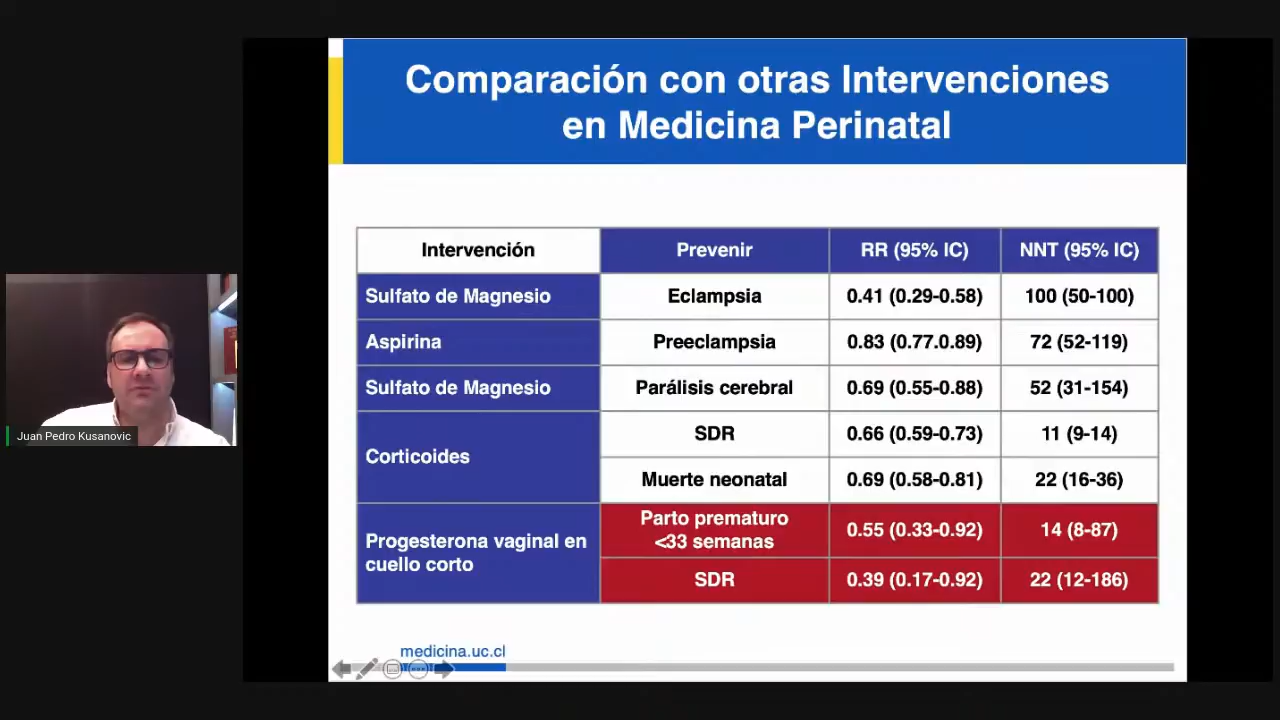 Comparación con otras Intervenciones
en Medicina Perinatal
Intervención Prevenir RR (95% IC) NNT (95% IC)
Sulfato de Magnesio Eclampsia 0.41 (0.29-0.58) 100 (50-100)
Aspirina Preeclampsia 0.83 (0.77.0.89) 72 (52-119)
Sulfato de Magnesio Parálisis cerebral 0.69 (0.55-0.88) 52 (31-154)
Corticoides
SDR 0.66 (0.59-0.73) 11 (9-14)
Muerte neonatal 0.69 (0.58-0.81) 22 (16-36)
Progesterona vaginal en
cuello corto
Parto prematuro
<33 semanas
0.55 (0.33-0.92) 14 (8-87)
SDR 0.39 (0.17-0.92) 22 (12-186)
medicina.uc.cl
Juan Pedro Kusanovic